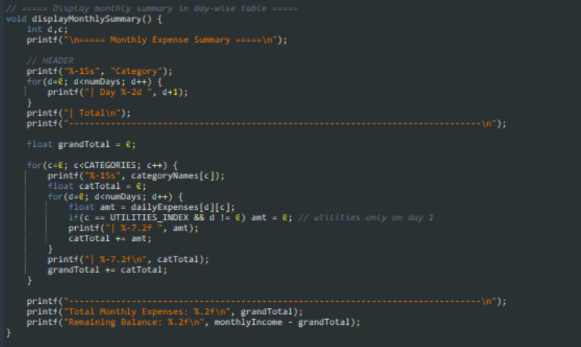 // ===== Display monthly summary in day-wise table =====
void displayMonthlySummary() {
    int d,c;
    printf("\n===== Monthly Expense Summary =====\n");

    // HEADER
    printf("%-15s", "Category");
    for(d=0; d<numDays; d++) {
        printf("| Day %-2d ", d+1);
    }
    printf("| Total\n");
    printf("--------------------------------------------------------------------------------\n");

    float grandTotal = 0;

    for(c=0; c<CATEGORIES; c++) {
        printf("%-15s", categoryNames[c]);
        float catTotal = 0;
        for(d=0; d<numDays; d++) {
            float amt = dailyExpenses[d][c];
            if(c == UTILITIES_INDEX && d != 0) amt = 0; // utilities only on day 1
            printf("| %-7.2f ", amt);
            catTotal += amt;
        }
        printf("| %-7.2f\n", catTotal);
        grandTotal += catTotal;
    }

    printf("--------------------------------------------------------------------------------\n");
    printf("Total Monthly Expenses: %.2f\n", grandTotal);
    printf("Remaining Balance: %.2f\n", monthlyIncome - grandTotal);
}